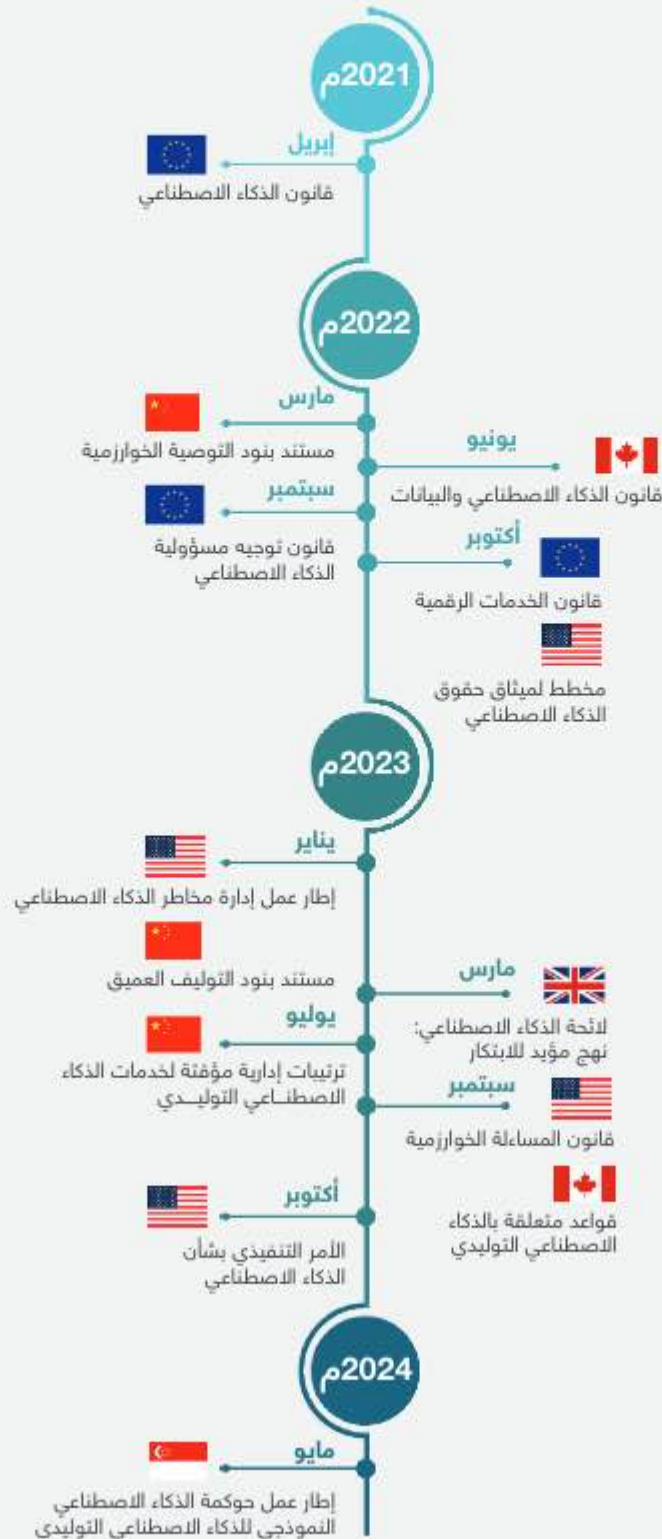 2021م
إبريل
قانون الذكاء الاصطناعي
2022م
مارس
مستند بنود التوصية الخوارزمية
يونيو
قانون الذكاء الاصطناعي والبيانات
سبتمبر
قانون توجيه مسؤولية
الذكاء الاصطناعي
أكتوبر
قانون الخدمات الرقمية
مخطط لميثاق حقوق
الذكاء الاصطناعي
2023م
يناير
إطار عمل إدارة مخاطر الذكاء الاصطناعي
مستند بنود التوليف العميق
مارس
لائحة الذكاء الاصطناعي:
نهج مؤيد للابتكار
يوليو
ترتيبات إدارية مؤقتة لخدمات الذكاء
الاصطناعي التوليدي
سبتمبر
قانون المساءلة الخوارزمية
قواعد متعلقة بالذكاء
الاصطناعي التوليدي
أكتوبر
الأمر التنفيذي بشأن
الذكاء الاصطناعي
2024م
مايو
إطار عمل حوكمة الذكاء الاصطناعي
النموذجي للذكاء الاصطناعي التوليدي